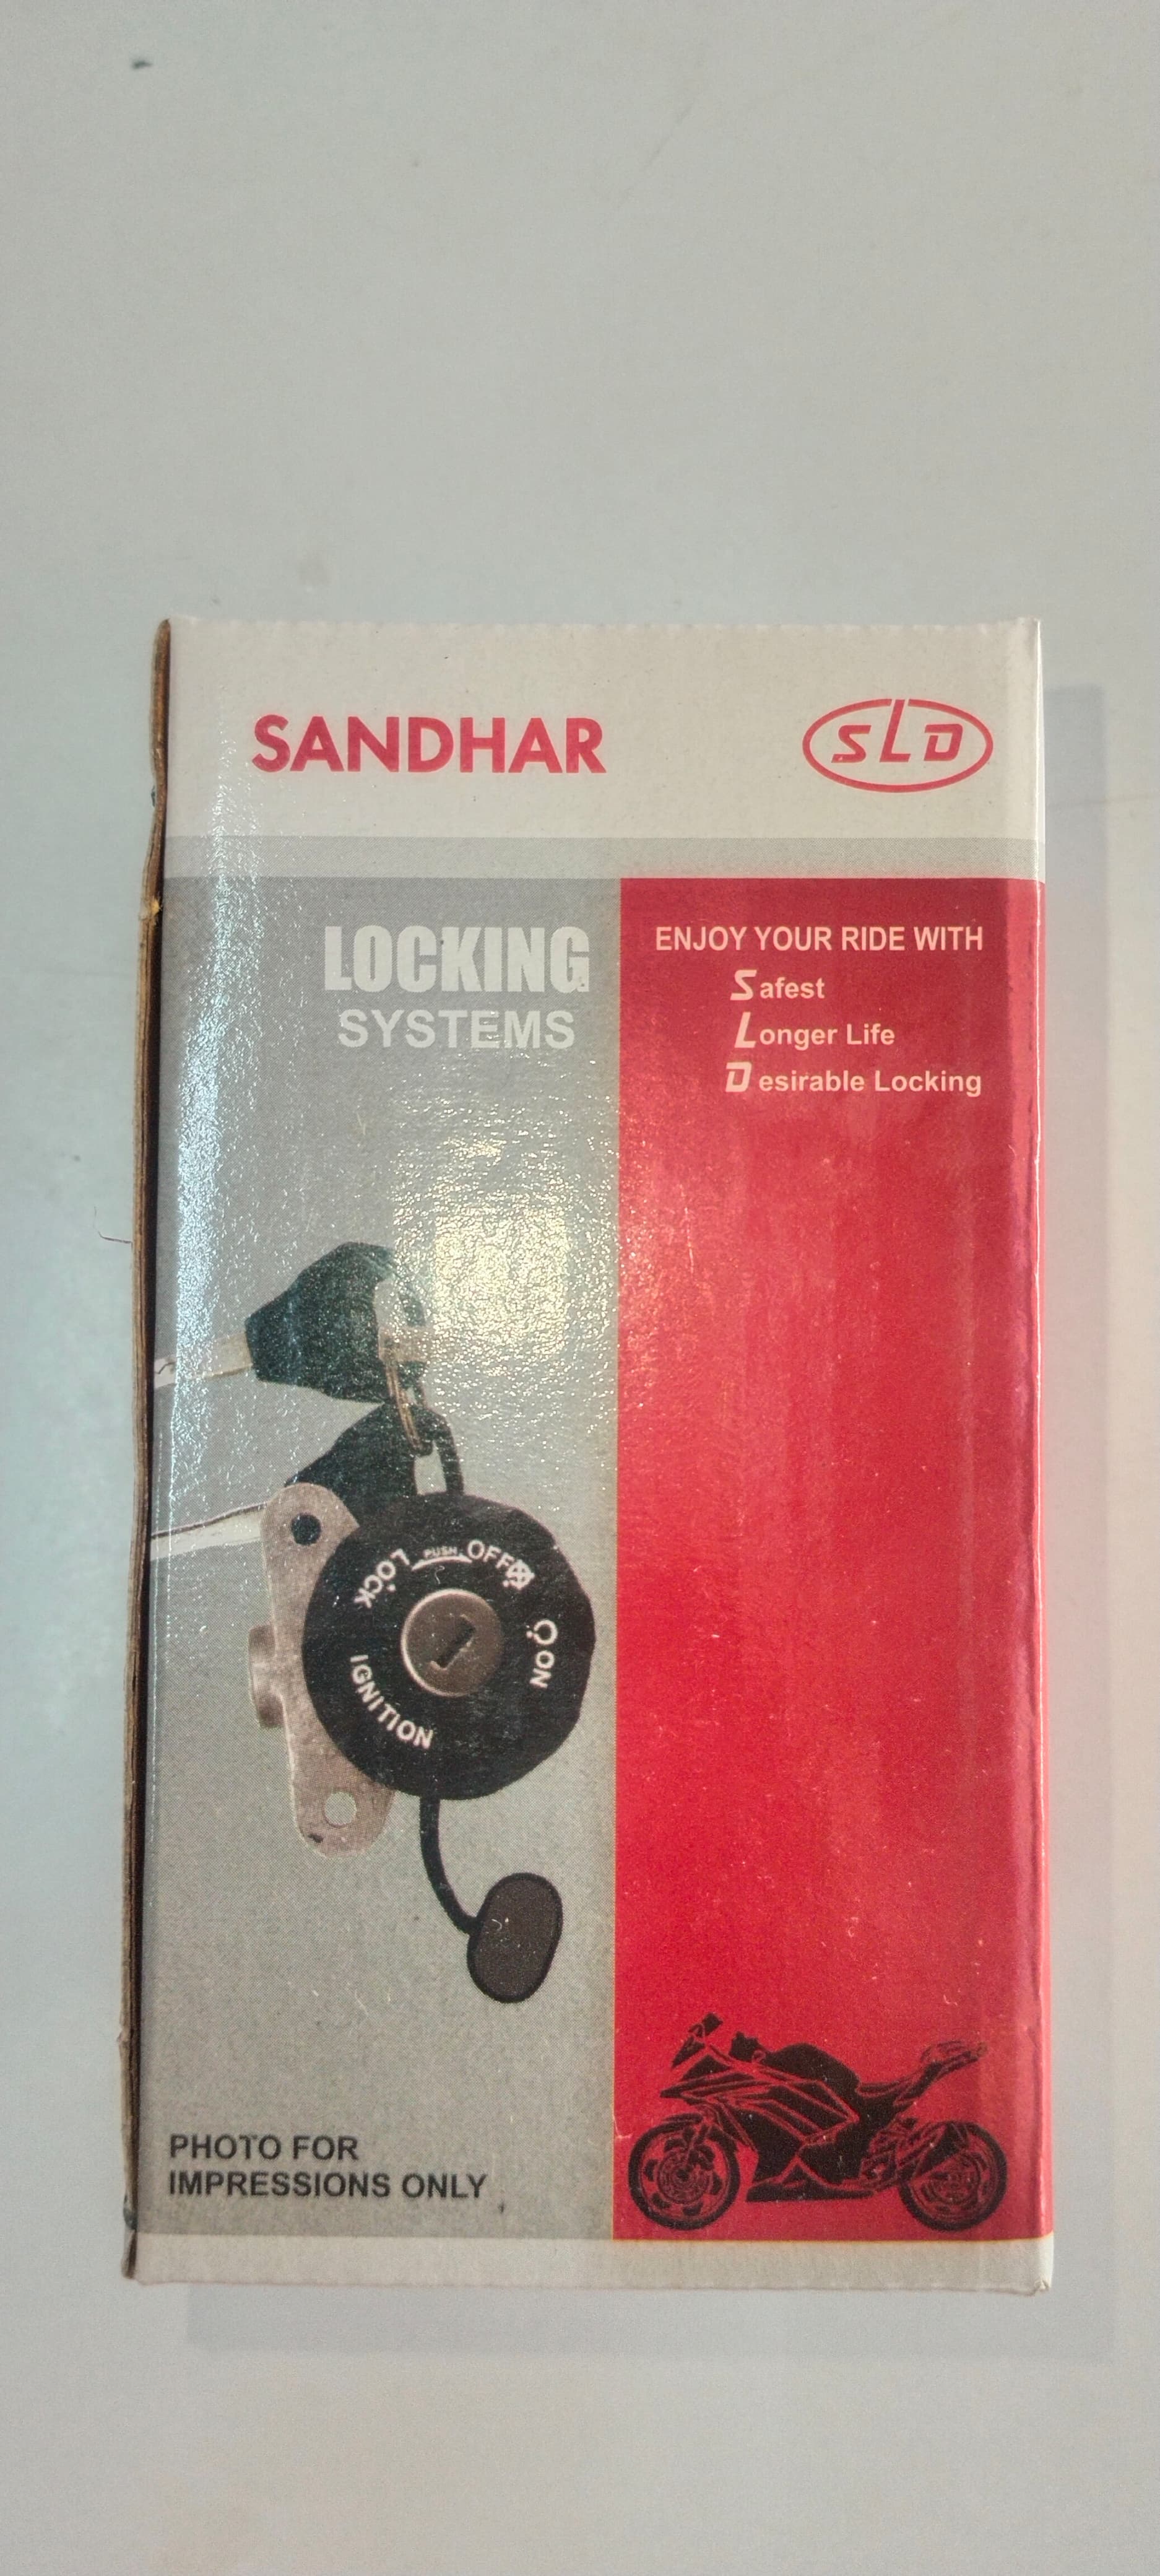 SANDHAR
SLD
LOCKING
SYSTEMS
ENJOY YOUR RIDE WITH
Safest
Longer Life
Desirable Locking
LOCK
PUSH
OFF
ON
IGNITION
PHOTO FOR
IMPRESSIONS ONLY